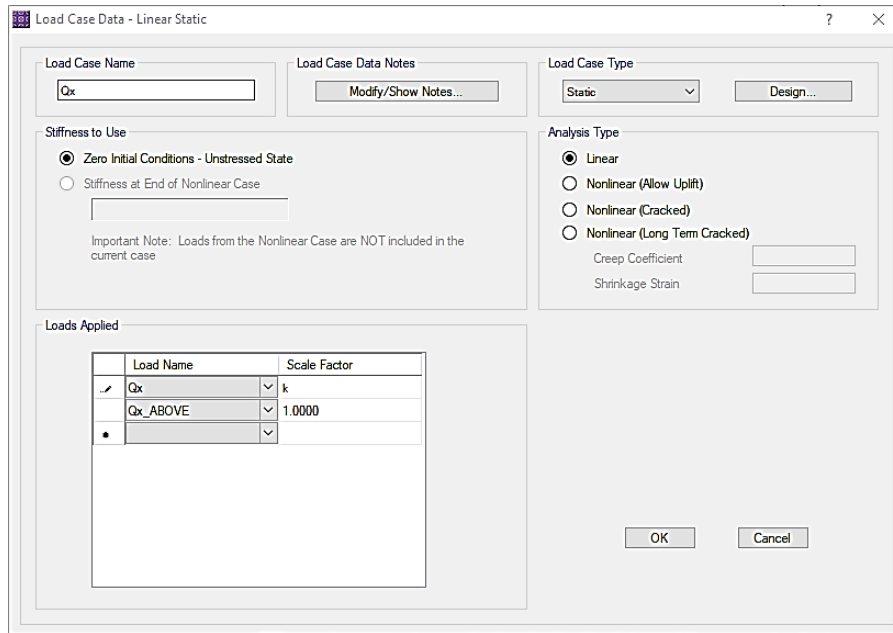 Load Case Data - Linear Static
? X
Load Case Name
Qx
Load Case Data Notes
Modify/Show Notes...
Load Case Type
Static
Design...
Stiffness to Use
Zero Initial Conditions - Unstressed State
Stiffness at End of Nonlinear Case
Important Note: Loads from the Nonlinear Case are NOT included in the
current case
Analysis Type
Linear
Nonlinear (Allow Uplift)
Nonlinear (Cracked)
Nonlinear (Long Term Cracked)
Creep Coefficient
Shrinkage Strain
Loads Applied
Load Name Scale Factor
Qx k
Qx_ABOVE 1.0000
OK Cancel